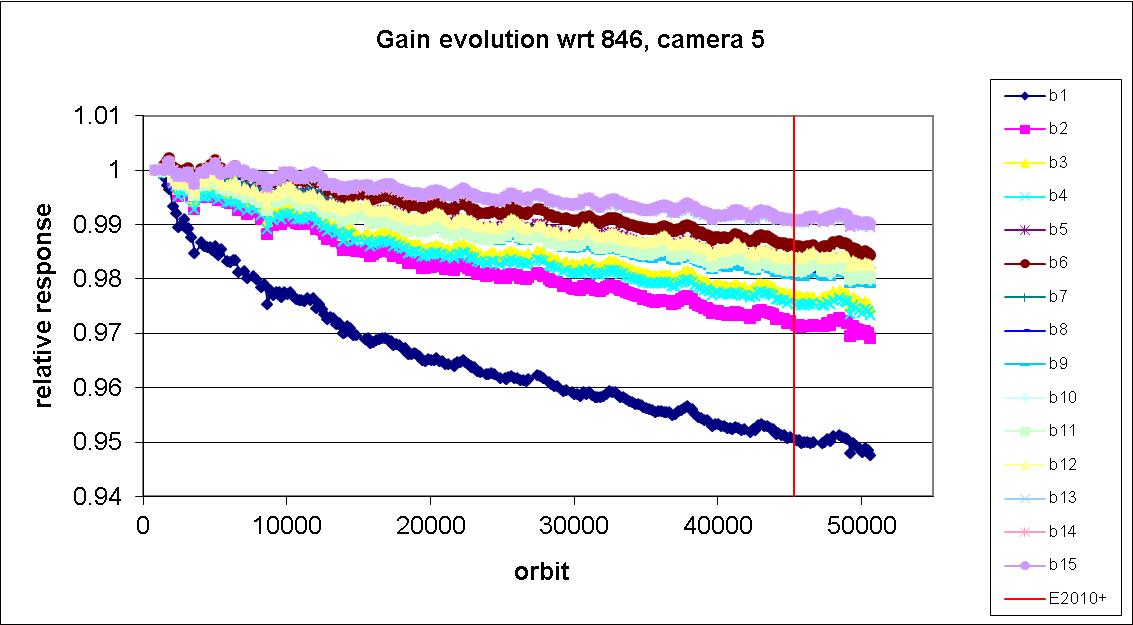 Gain evolution wrt 846, camera 5
1.01
1
0.99
0.98
0.97
0.96
0.95
0.94
relative response
0
10000
20000
30000
40000
50000
orbit
b1
b2
b3
b4
b5
b6
b7
b8
b9
b10
b11
b12
b13
b14
b15
E2010+